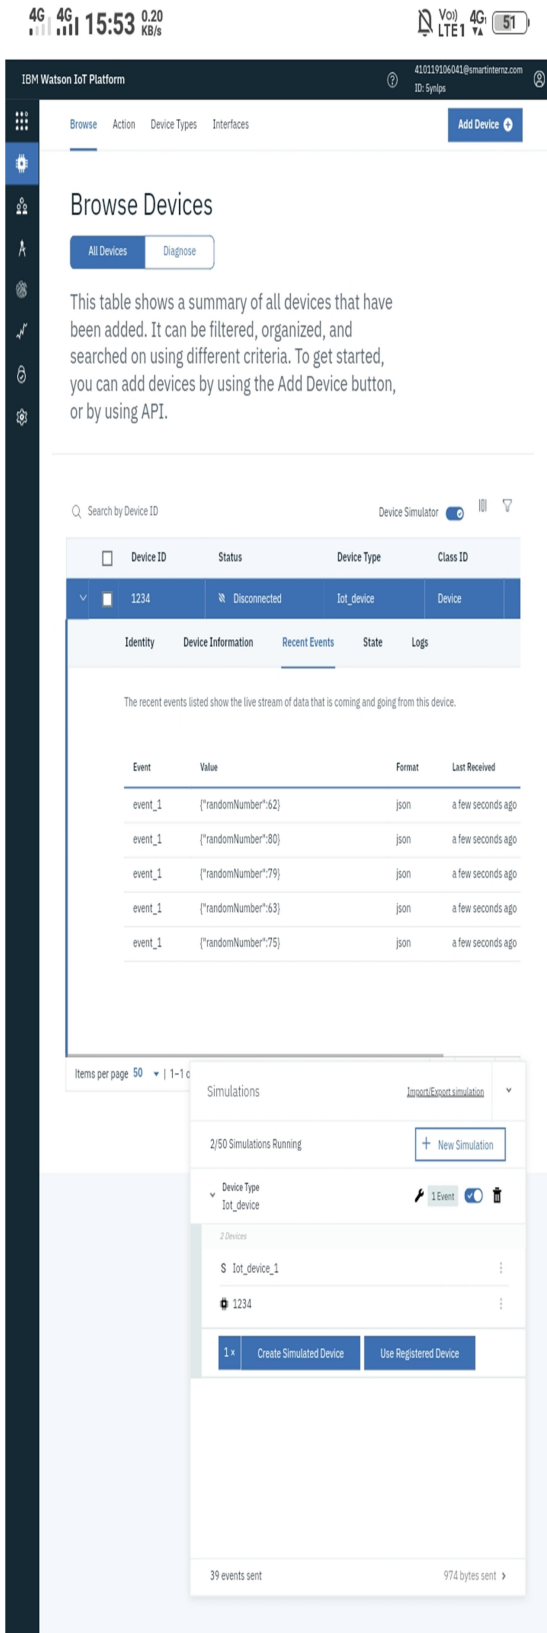 4G 4G 15:53 0.20 KB/s Vo) LTE1 4G 51
IBM Watson IoT Platform
410119106041@smartinternz.com
ID: 5ynlps
Browse Action Device Types Interfaces
Add Device
Browse Devices
All Devices Diagnose
This table shows a summary of all devices that have
been added. It can be filtered, organized, and
searched on using different criteria. To get started,
you can add devices by using the Add Device button,
or by using API.
Search by Device ID
Device Simulator
Device ID Status Device Type Class ID
1234 Disconnected Iot_device Device
Identity Device Information Recent Events State Logs
The recent events listed show the live stream of data that is coming and going from this device.
Event Value Format Last Received
event_1 {"randomNumber":62} json a few seconds ago
event_1 {"randomNumber":80} json a few seconds ago
event_1 {"randomNumber":79} json a few seconds ago
event_1 {"randomNumber":63} json a few seconds ago
event_1 {"randomNumber":75} json a few seconds ago
Items per page 50 | 1–1 o
Simulations Import/Export simulation
2/50 Simulations Running
+ New Simulation
Device Type
Iot_device
1 Event
2 Devices
S Iot_device_1
1234
1 × Create Simulated Device Use Registered Device
39 events sent 974 bytes sent >